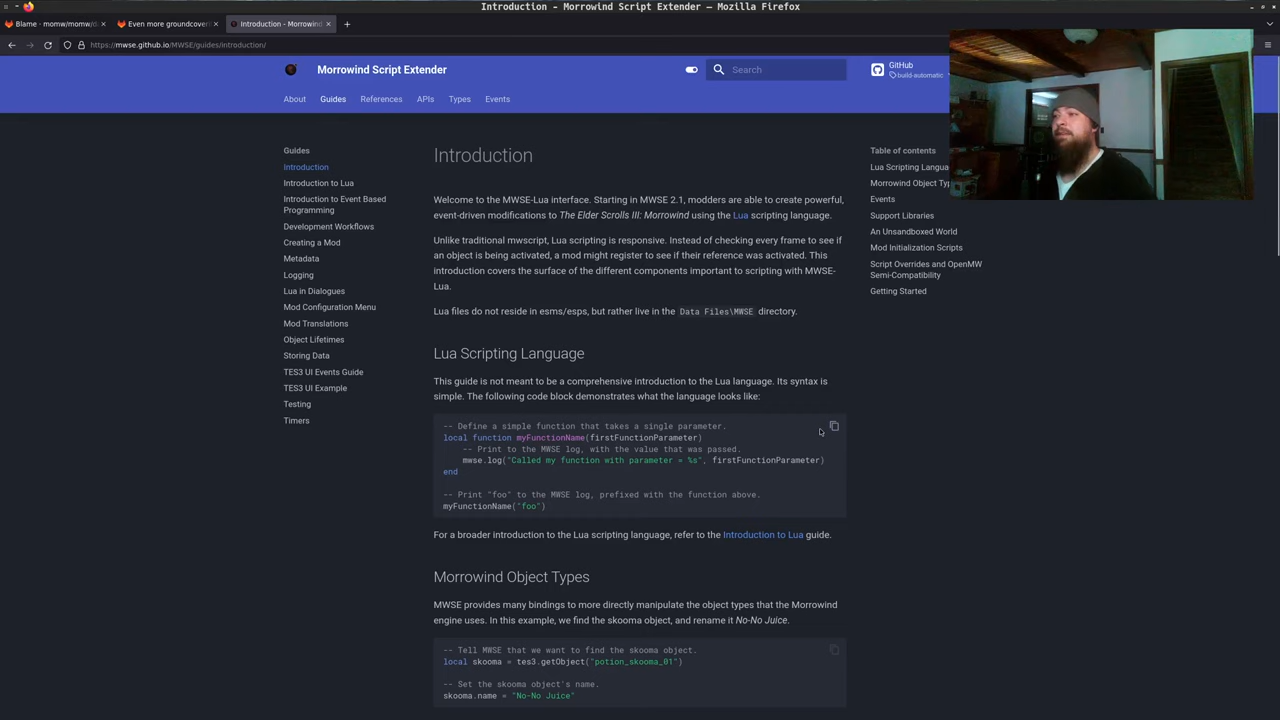 Introduction - Morrowind Script Extender — Mozilla Firefox
Blame · momw/momw/d
Even more groundcover!
Introduction - Morrowind
https://mwse.github.io/MWSE/guides/introduction/
Morrowind Script Extender
Search
GitHub
build-automatic
About
Guides
References
APIs
Types
Events
Guides
Introduction
Introduction to Lua
Introduction to Event Based
Programming
Development Workflows
Creating a Mod
Metadata
Logging
Lua in Dialogues
Mod Configuration Menu
Mod Translations
Object Lifetimes
Storing Data
TES3 UI Events Guide
TES3 UI Example
Testing
Timers
Introduction
Welcome to the MWSE-Lua interface. Starting in MWSE 2.1, modders are able to create powerful,
event-driven modifications to The Elder Scrolls III: Morrowind using the Lua scripting language.
Unlike traditional mwscript, Lua scripting is responsive. Instead of checking every frame to see if
an object is being activated, a mod might register to see if their reference was activated. This
introduction covers the surface of the different components important to scripting with MWSE-
Lua.
Lua files do not reside in esms/esps, but rather live in the Data Files\MWSE directory.
Lua Scripting Language
This guide is not meant to be a comprehensive introduction to the Lua language. Its syntax is
simple. The following code block demonstrates what the language looks like:
-- Define a simple function that takes a single parameter.
local function myFunctionName(firstFunctionParameter)
-- Print to the MWSE log, with the value that was passed.
mwse.log("Called my function with parameter = %s", firstFunctionParameter)
end
-- Print "foo" to the MWSE log, prefixed with the function above.
myFunctionName("foo")
For a broader introduction to the Lua scripting language, refer to the Introduction to Lua guide.
Morrowind Object Types
MWSE provides many bindings to more directly manipulate the object types that the Morrowind
engine uses. In this example, we find the skooma object, and rename it No-No Juice.
-- Tell MWSE that we want to find the skooma object.
local skooma = tes3.getObject("potion_skooma_01")
-- Set the skooma object's name.
skooma.name = "No-No Juice"
Table of contents
Lua Scripting Langua
Morrowind Object Typ
Events
Support Libraries
An Unsandboxed World
Mod Initialization Scripts
Script Overrides and OpenMW
Semi-Compatibility
Getting Started